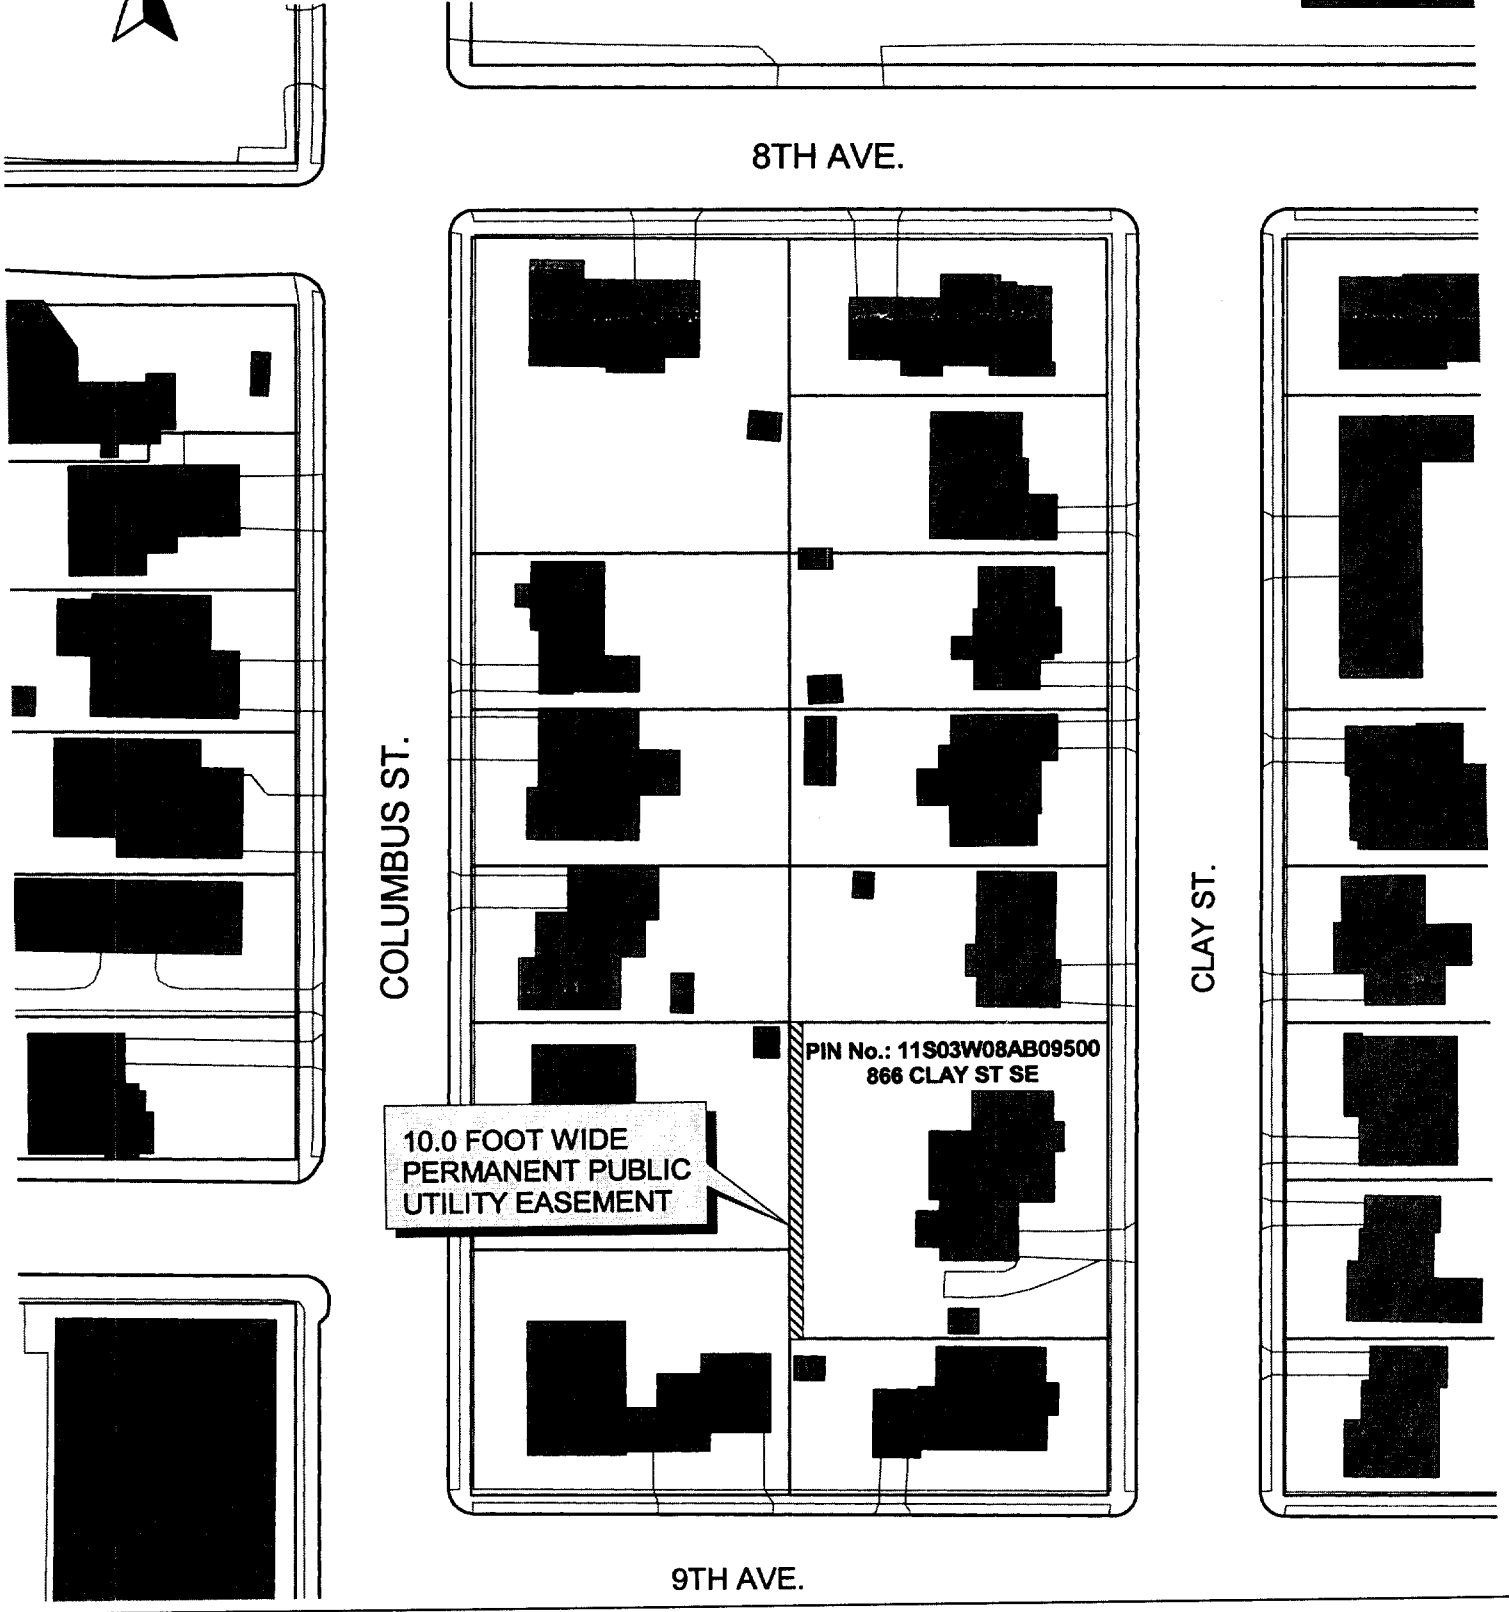 8TH AVE.
COLUMBUS ST.
CLAY ST.
PIN No.: 11S03W08AB09500
866 CLAY ST SE
10.0 FOOT WIDE
PERMANENT PUBLIC
UTILITY EASEMENT
9TH AVE.